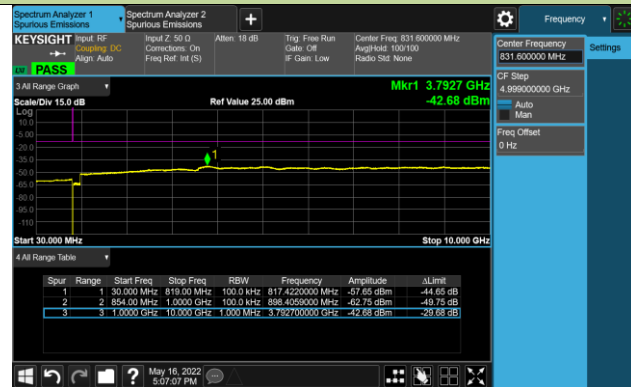 Spectrum Analyzer 1
Spurious Emissions
Spectrum Analyzer 2
Spurious Emissions
+
Frequency
KEYSIGHT
Input: RF
Coupling: DC
Align: Auto
Input Z: 50 Ω
Corrections: On
Freq Ref: Int (S)
Atten: 18 dB
Trig: Free Run
Gate: Off
IF Gain: Low
Center Freq: 831.600000 MHz
Avg|Hold: 100/100
Radio Std: None
PASS
Center Frequency
831.600000 MHz
Settings
CF Step
4.999000000 GHz
Auto
Man
Freq Offset
0 Hz
3 All Range Graph
Mkr1 3.7927 GHz
-42.68 dBm
Scale/Div 15.0 dB
Ref Value 25.00 dBm
Log
10.0
-5.00
-20.0
-35.0
-50.0
-65.0
-80.0
-95.0
-110
1
Start 30.000 MHz
Stop 10.000 GHz
4 All Range Table
Spur Range Start Freq Stop Freq RBW Frequency Amplitude ΔLimit
1 1 30.000 MHz 819.00 MHz 100.0 kHz 817.4220000 MHz -57.65 dBm -44.65 dB
2 2 854.00 MHz 1.0000 GHz 100.0 kHz 898.4059000 MHz -62.75 dBm -49.75 dB
3 3 1.0000 GHz 10.000 GHz 1.000 MHz 3.792700000 GHz -42.68 dBm -29.68 dB
?
May 16, 2022
5:07:07 PM